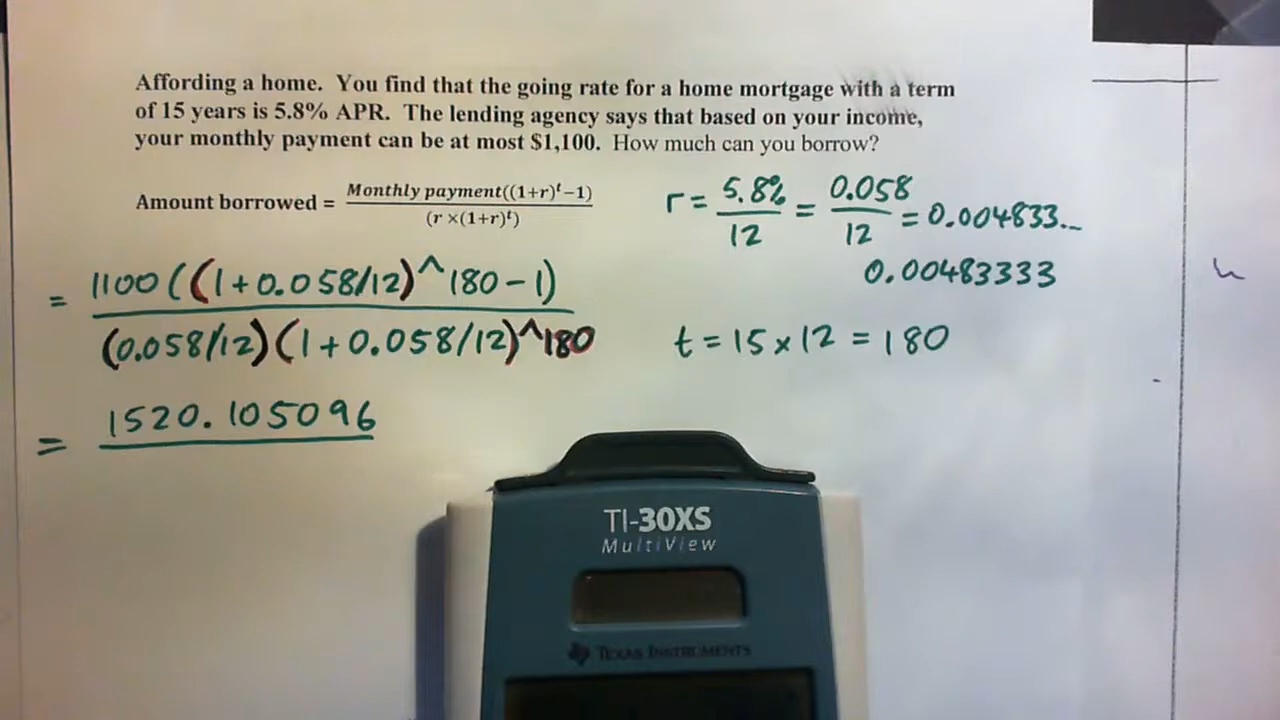 Affording a home. You find that the going rate for a home mortgage with a term
of 15 years is 5.8% APR. The lending agency says that based on your income,
your monthly payment can be at most $1,100. How much can you borrow?
Amount borrowed = Monthly payment((1+r)^t−1)
(r ×(1+r)^t)
r = 5.8% / 12 = 0.058 / 12 = 0.004833...
0.00483333
= 1100((1+0.058/12)^180-1)
(0.058/12)(1+0.058/12)^180
t = 15 x 12 = 180
= 1520.105096
TI-30XS
MultiView
TEXAS INSTRUMENTS